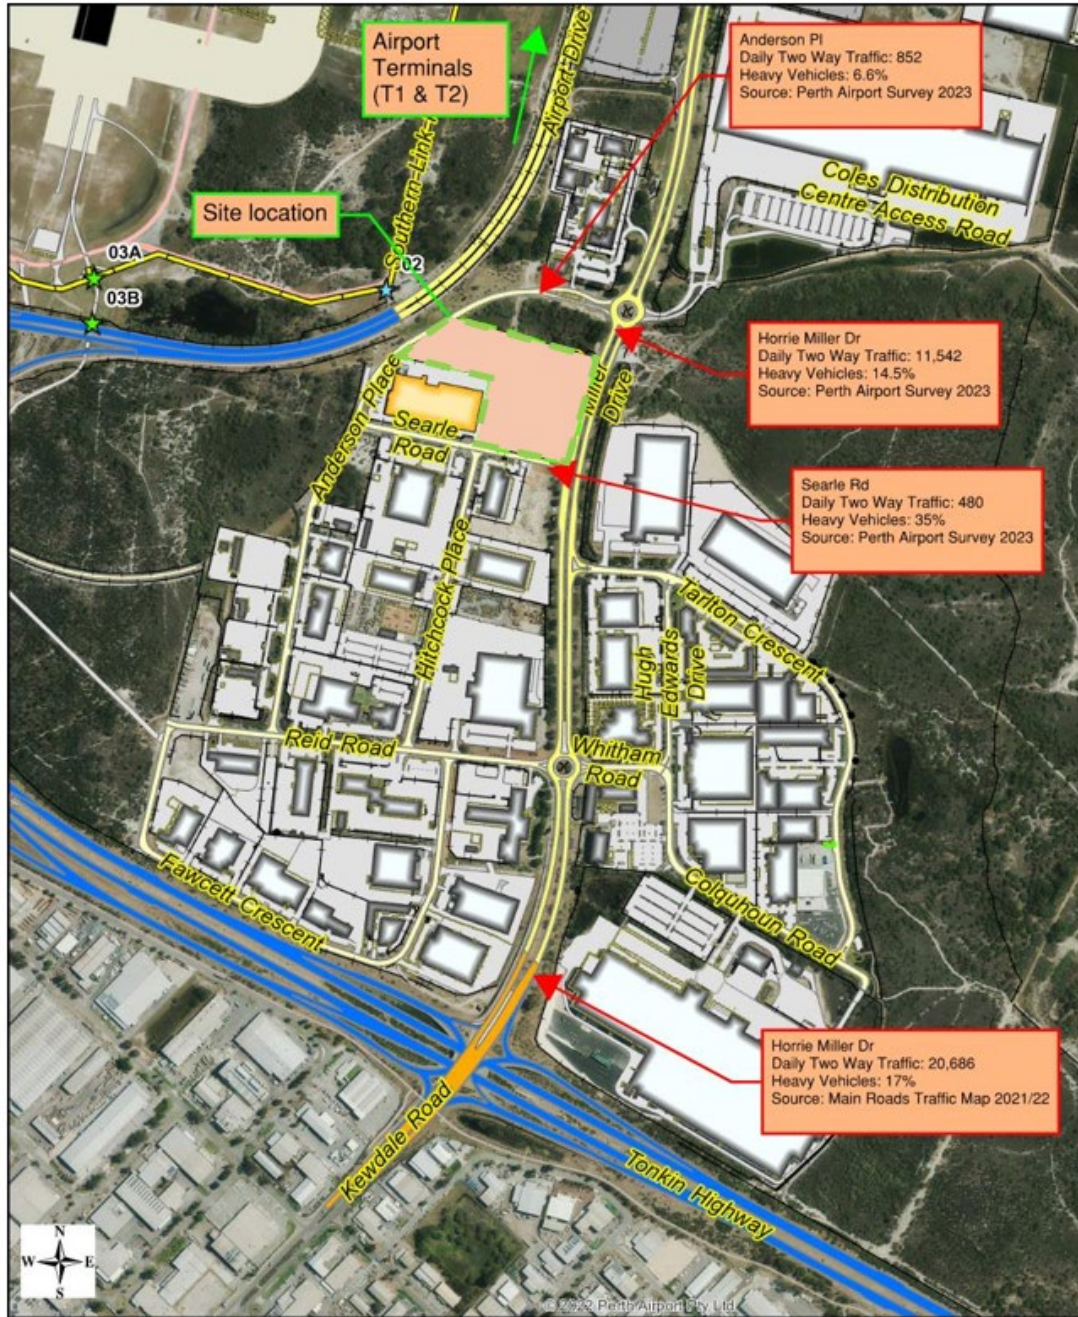 Airport
Terminals
(T1 & T2)
Airport-Drive
Anderson Pl
Daily Two Way Traffic: 852
Heavy Vehicles: 6.6%
Source: Perth Airport Survey 2023
Coles Distribution
Centre Access Road
Site location
Southern-Link-
03A
02
03B
Horrie Miller Dr
Daily Two Way Traffic: 11,542
Heavy Vehicles: 14.5%
Source: Perth Airport Survey 2023
Miller
Drive
Anderson Place
Searle
Road
Searle Rd
Daily Two Way Traffic: 480
Heavy Vehicles: 35%
Source: Perth Airport Survey 2023
Hitchcock Place
Tarlton Crescent
Hugh
Edwards
Drive
Reid Road
Whitham
Road
Fawcett Crescent
Colquhoun Road
Horrie Miller Dr
Daily Two Way Traffic: 20,686
Heavy Vehicles: 17%
Source: Main Roads Traffic Map 2021/22
Kewdale Road
Tonkin Highway
N
W E
S
© 2022 Perth Airport Pty Ltd